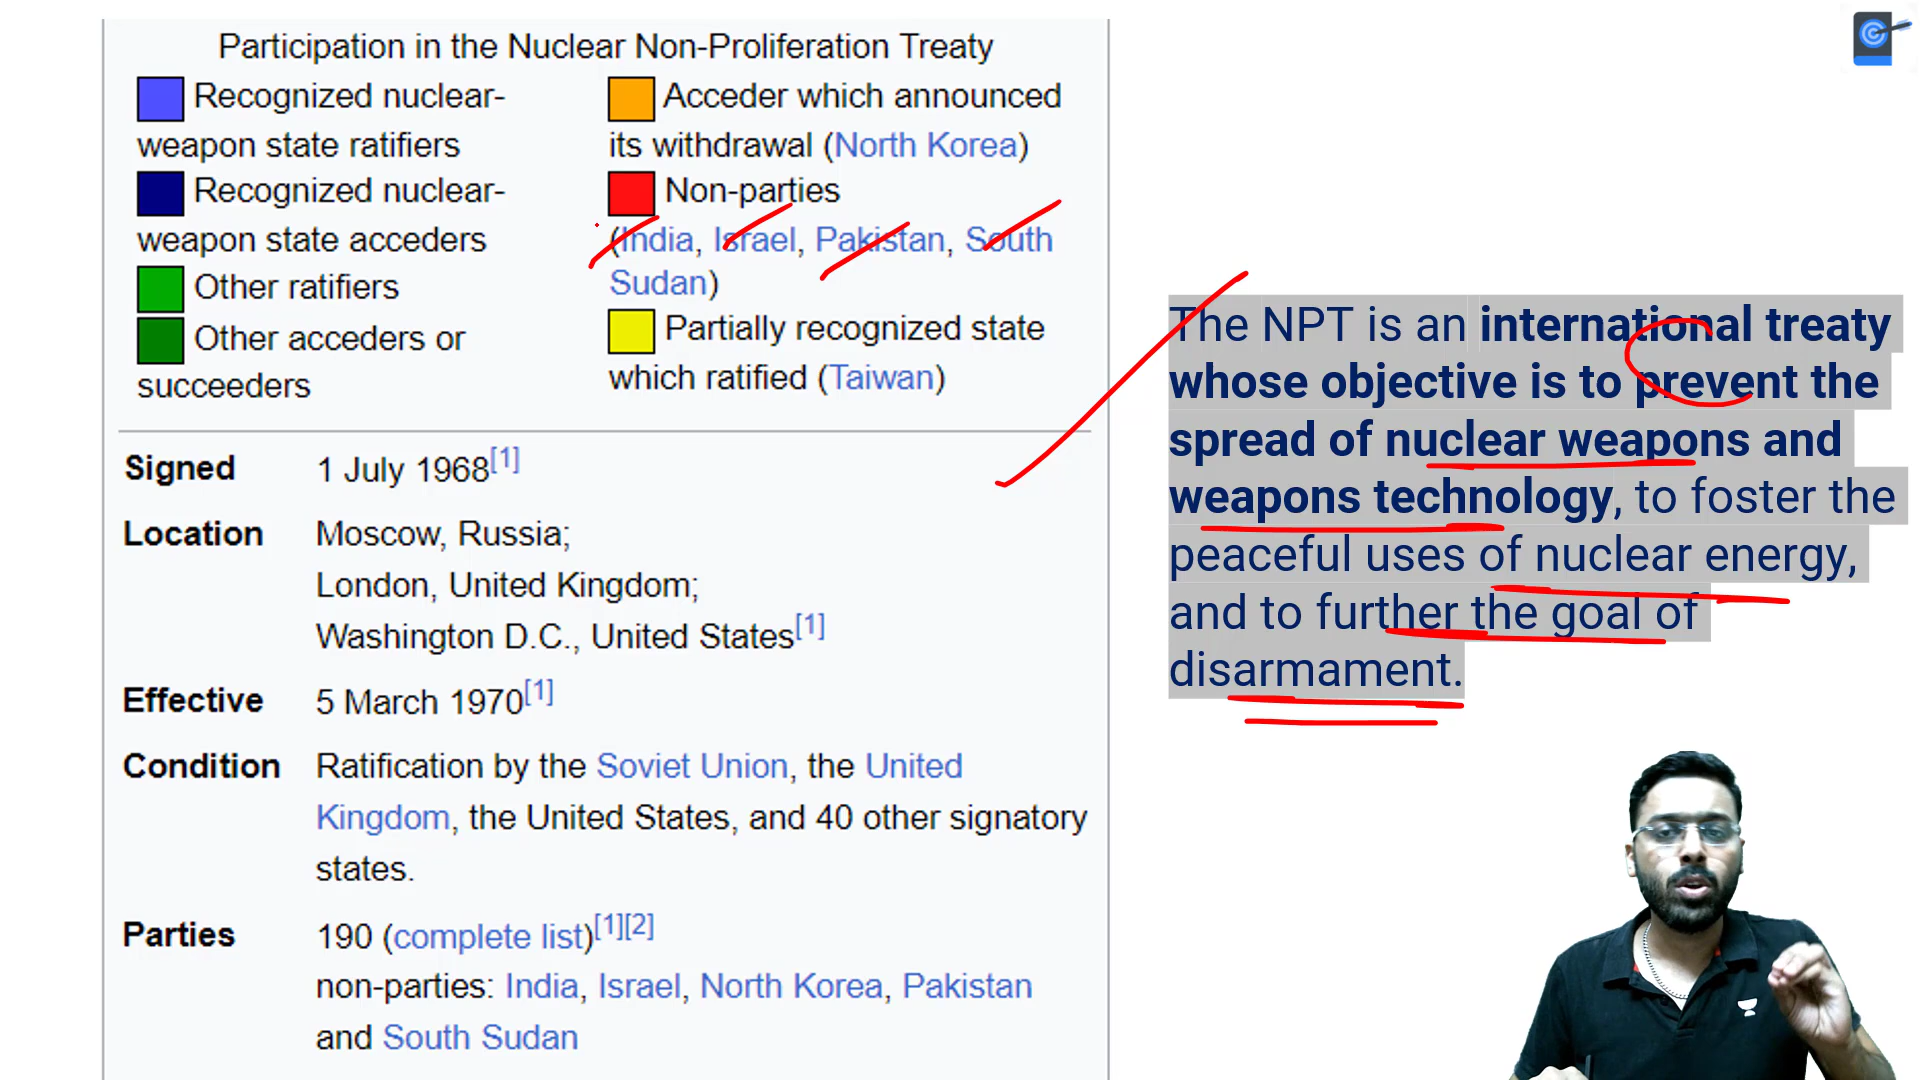 Participation in the Nuclear Non-Proliferation Treaty
Recognized nuclear-
weapon state ratifiers
Recognized nuclear-
weapon state acceders
Other ratifiers
Other acceders or
succeeders
Acceder which announced
its withdrawal (North Korea)
Non-parties
(India, Israel, Pakistan, South
Sudan)
Partially recognized state
which ratified (Taiwan)
Signed 1 July 1968[1]
Location Moscow, Russia;
London, United Kingdom;
Washington D.C., United States[1]
Effective 5 March 1970[1]
Condition Ratification by the Soviet Union, the United
Kingdom, the United States, and 40 other signatory
states.
Parties 190 (complete list)[1][2]
non-parties: India, Israel, North Korea, Pakistan
and South Sudan
The NPT is an international treaty
whose objective is to prevent the
spread of nuclear weapons and
weapons technology, to foster the
peaceful uses of nuclear energy,
and to further the goal of
disarmament.